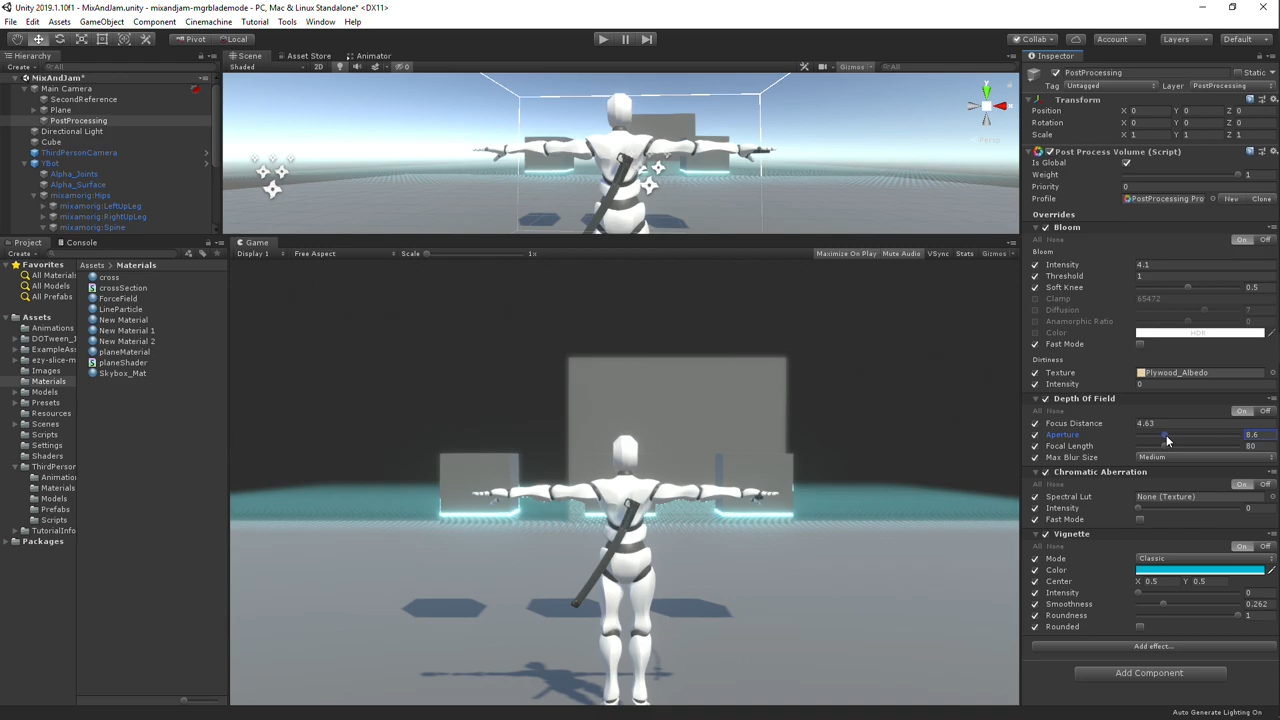 Unity 2019.1.10f1 - MixAndJam.unity - mixandjam-mgrblademode - PC, Mac & Linux Standalone* <DX11>
File Edit Assets GameObject Component Cinemachine Tutorial Tools Window Help
Pivot Local Collab Account Layers Default
Hierarchy
Create All
MixAndJam*
Main Camera
SecondReference
Plane
PostProcessing
Directional Light
Cube
ThirdPersonCamera
YBot
Alpha_Joints
Alpha_Surface
mixamorig:Hips
mixamorig:LeftUpLeg
mixamorig:RightUpLeg
mixamorig:Spine
Scene Asset Store Animator
Shaded 2D 0 Gizmos All
y
x
Persp
Project Console
Create
Favorites
All Materials
All Models
All Prefabs
Assets
Animations
DOTween_
ExampleAss
ezy-slice-m
Images
Materials
Models
Presets
Resources
Scenes
Scripts
Settings
Shaders
ThirdPerson
Animation
Materials
Models
Prefabs
Scripts
TutorialInfo
Packages
Assets Materials
cross
crossSection
ForceField
LineParticle
New Material
New Material 1
New Material 2
planeMaterial
planeShader
Skybox_Mat
Game
Display 1 Free Aspect Scale 1x Maximize On Play Mute Audio VSync Stats Gizmos
Inspector
PostProcessing Static
Tag Untagged Layer PostProcessing
Transform
Position X 0 Y 0 Z 0
Rotation X 0 Y 0 Z 0
Scale X 1 Y 1 Z 1
Post Process Volume (Script)
Is Global
Weight 1
Priority 0
Profile PostProcessing Pro New Clone
Overrides
Bloom
All None On Off
Bloom
Intensity 4.1
Threshold 1
Soft Knee 0.5
Clamp 65472
Diffusion 7
Anamorphic Ratio 0
Color HDR
Fast Mode
Dirtiness
Texture Plywood_Albedo
Intensity 0
Depth Of Field
All None On Off
Focus Distance 4.63
Aperture 8.6
Focal Length 80
Max Blur Size Medium
Chromatic Aberration
All None On Off
Spectral Lut None (Texture)
Intensity 0
Fast Mode
Vignette
All None On Off
Mode Classic
Color
Center X 0.5 Y 0.5
Intensity 0
Smoothness 0.262
Roundness 1
Rounded
Add effect...
Add Component
Auto Generate Lighting On